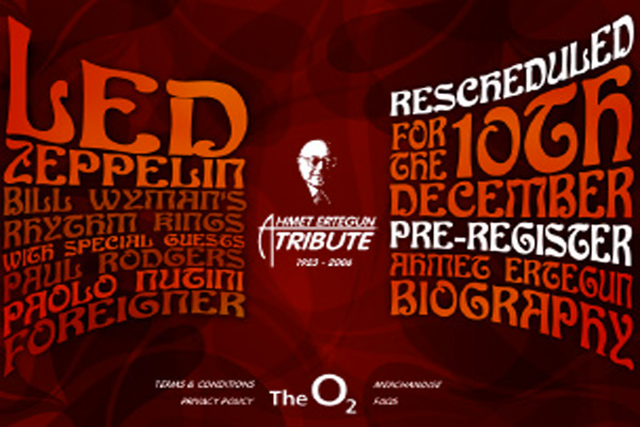 LED
ZEPPELIN
BILL WYMAN'S
RHYTHM KINGS
WITH SPECIAL GUESTS
PAUL RODGERS
PAOLO NUTINI
FOREIGNER
AHMET ERTEGUN
TRIBUTE
1923 - 2006
RESCHEDULED
FOR THE 10TH
DECEMBER
PRE-REGISTER
AHMET ERTEGUN
BIOGRAPHY
TERMS & CONDITIONS
PRIVACY POLICY
The O2
MERCHANDISE
FAQS